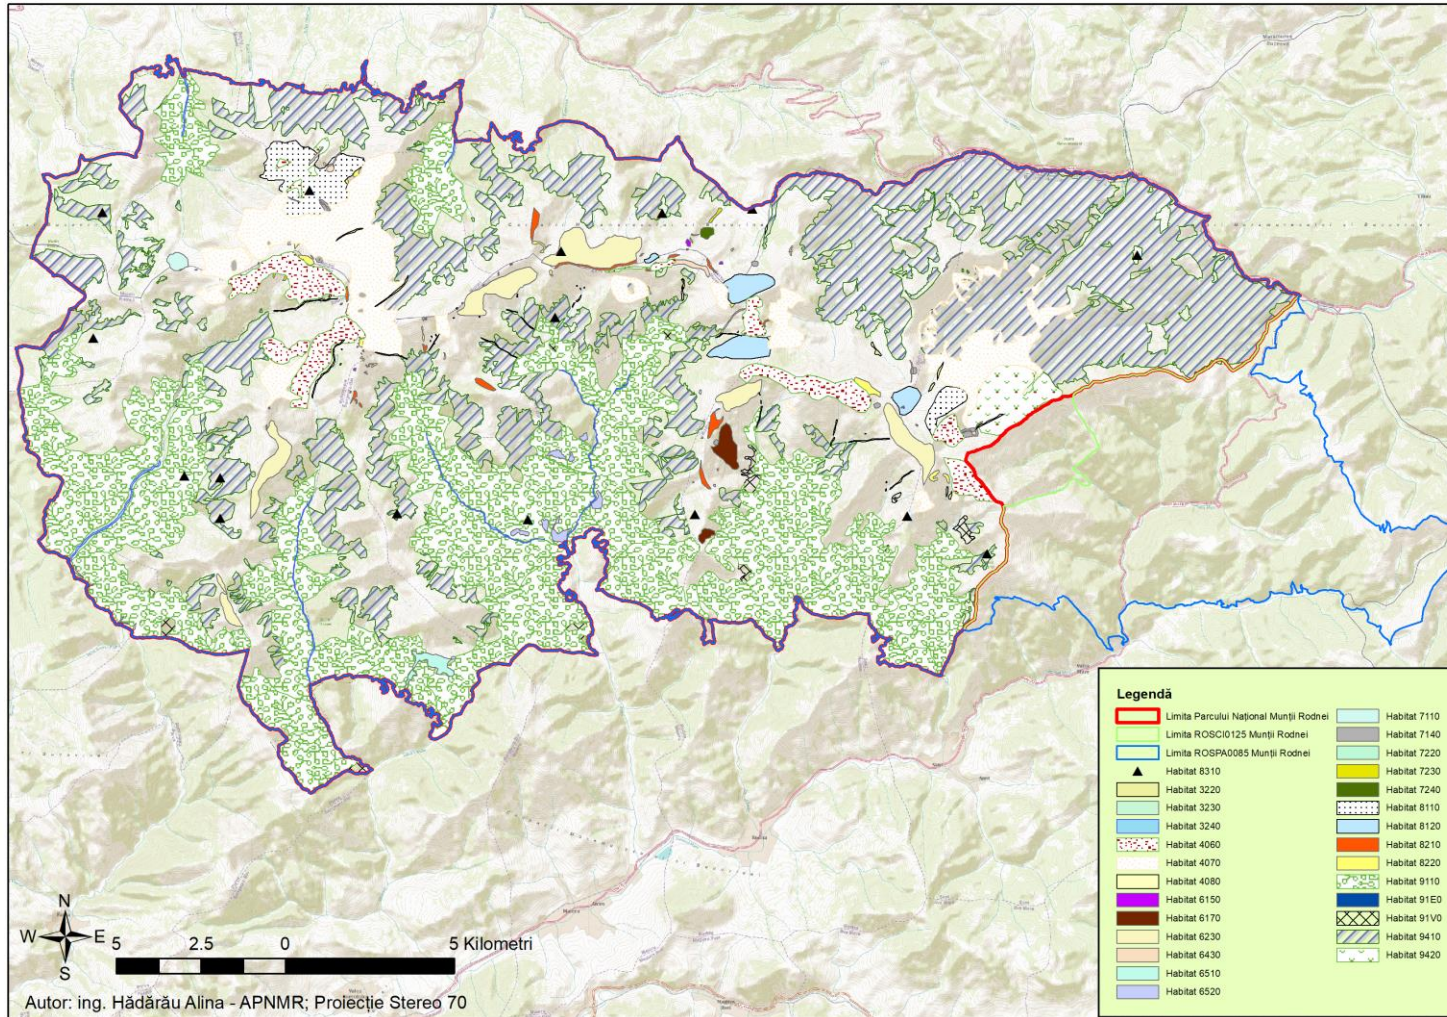 Legendă
Limita Parcului Național Munții Rodnei
Limita ROSCI0125 Munții Rodnei
Limita ROSPA0085 Munții Rodnei
Habitat 8310
Habitat 3220
Habitat 3230
Habitat 3240
Habitat 4060
Habitat 4070
Habitat 4080
Habitat 6150
Habitat 6170
Habitat 6230
Habitat 6430
Habitat 6510
Habitat 6520
Habitat 7110
Habitat 7140
Habitat 7220
Habitat 7230
Habitat 7240
Habitat 8110
Habitat 8120
Habitat 8210
Habitat 8220
Habitat 9110
Habitat 91E0
Habitat 91V0
Habitat 9410
Habitat 9420
N
W E
S
5 2.5 0 5 Kilometri
Autor: ing. Hădărău Alina - APNMR; Proiecție Stereo 70